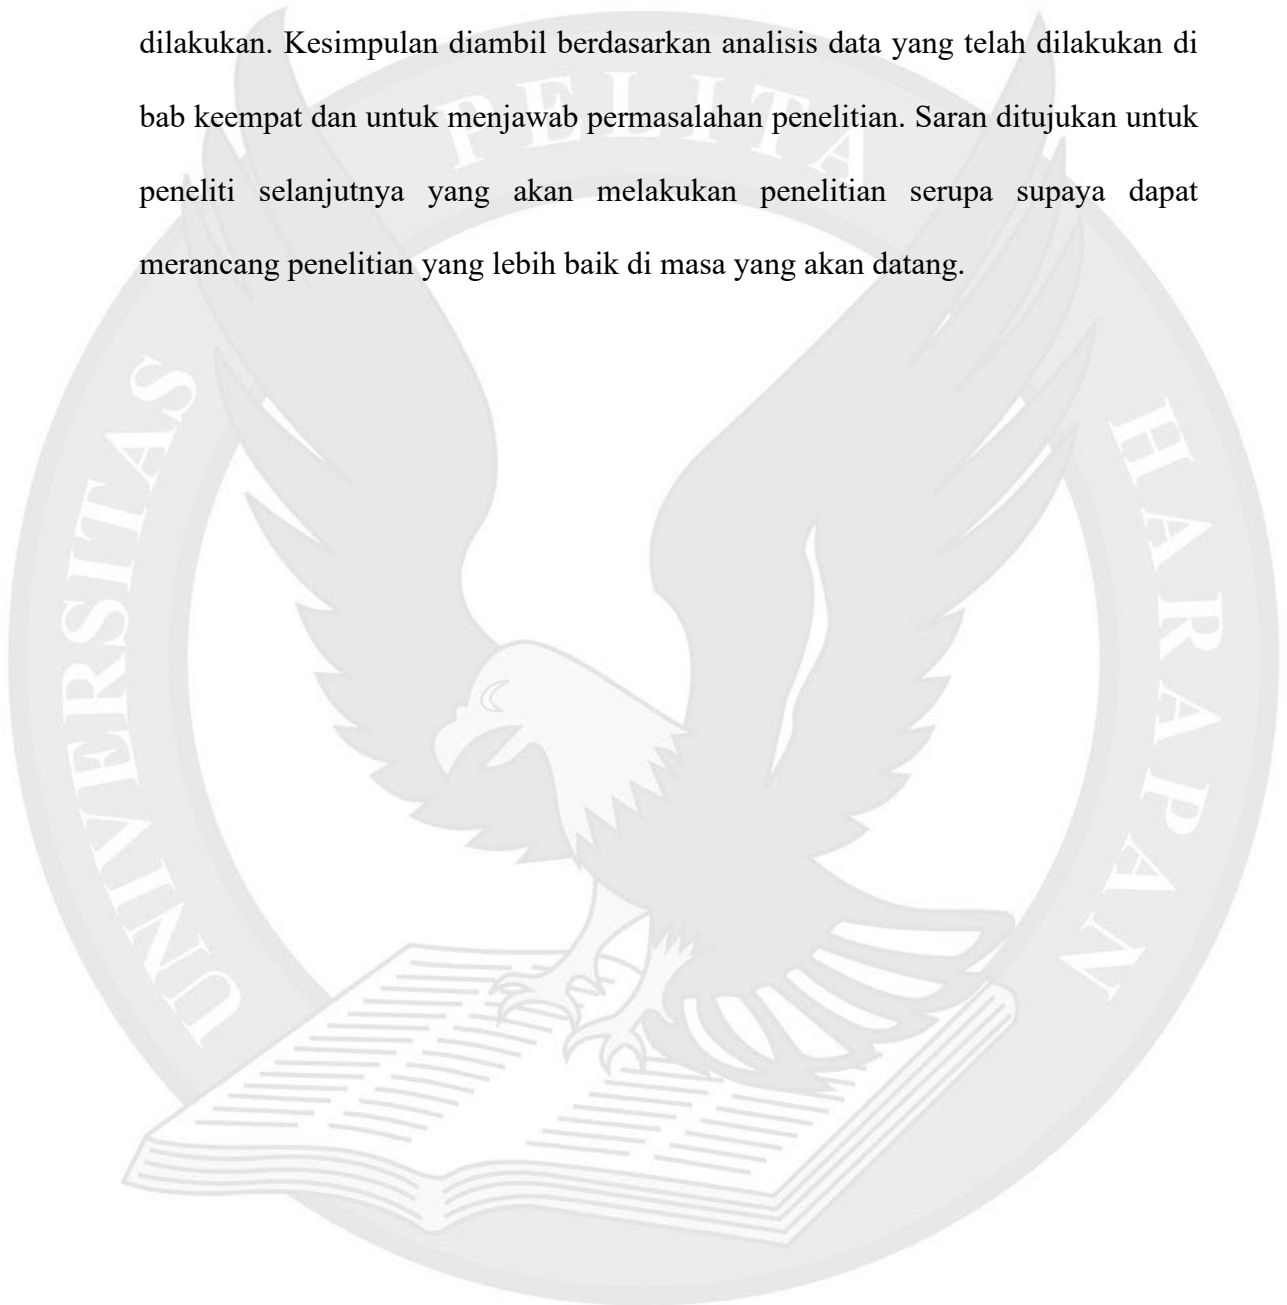 dilakukan. Kesimpulan diambil berdasarkan analisis data yang telah dilakukan di
bab keempat dan untuk menjawab permasalahan penelitian. Saran ditujukan untuk
peneliti selanjutnya yang akan melakukan penelitian serupa supaya dapat
merancang penelitian yang lebih baik di masa yang akan datang.
UNIVERSITAS
PELITA
HARAPAN